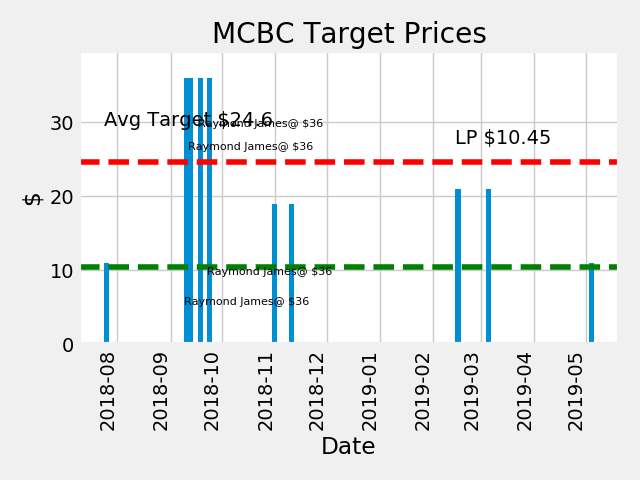 MCBC Target Prices
Avg Target $24.6
Raymond James@ $36
LP $10.45
Raymond James@ $36
Raymond James@ $36
Raymond James@ $36
$
30
20
10
0
2018-08
2018-09
2018-10
2018-11
2018-12
2019-01
2019-02
2019-03
2019-04
2019-05
Date